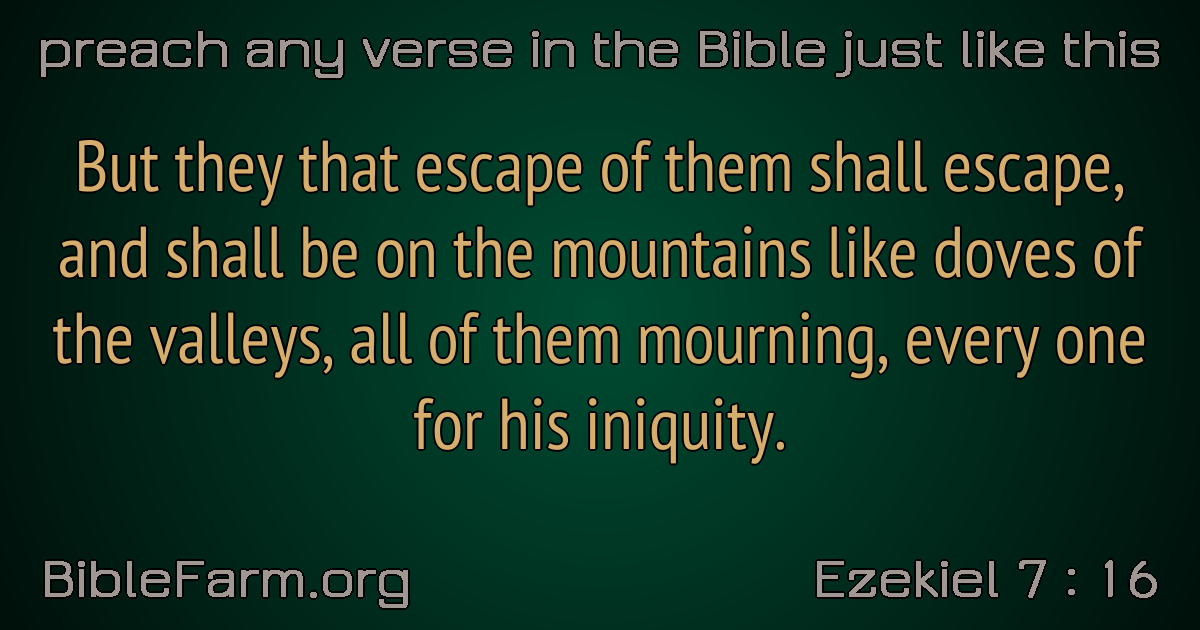 preach any verse in the Bible just like this
But they that escape of them shall escape,
and shall be on the mountains like doves of
the valleys, all of them mourning, every one
for his iniquity.
BibleFarm.org
Ezekiel 7 : 16